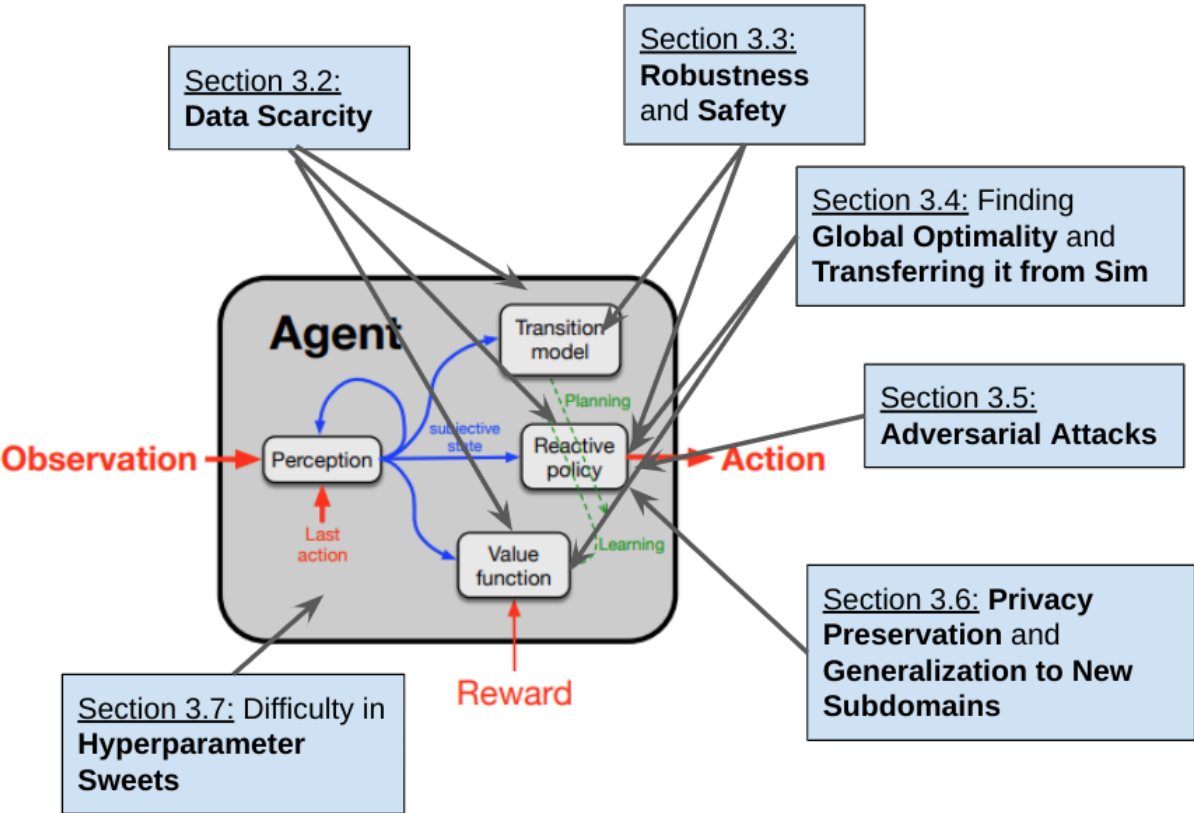 Section 3.2:
Data Scarcity
Section 3.3:
Robustness
and Safety
Section 3.4: Finding
Global Optimality and
Transferring it from Sim
Agent
Transition
model
Planning
subjective
state
Observation
Perception
Reactive
policy
Action
Section 3.5:
Adversarial Attacks
Last
action
Learning
Value
function
Section 3.6: Privacy
Preservation and
Generalization to New
Subdomains
Reward
Section 3.7: Difficulty in
Hyperparameter
Sweets